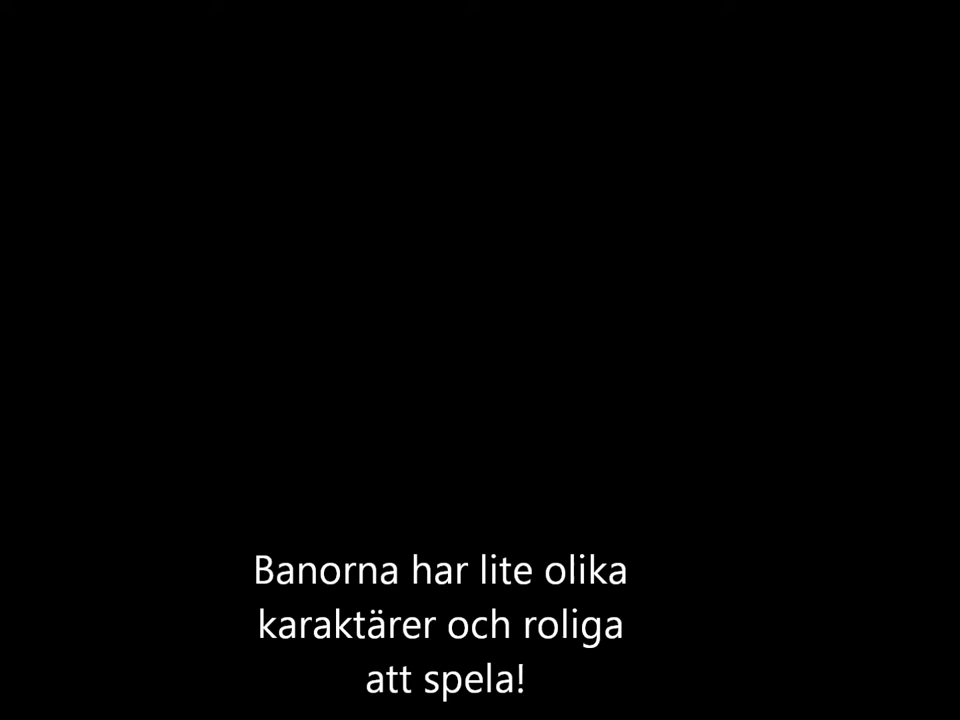 Banorna har lite olika
karaktärer och roliga
att spela!